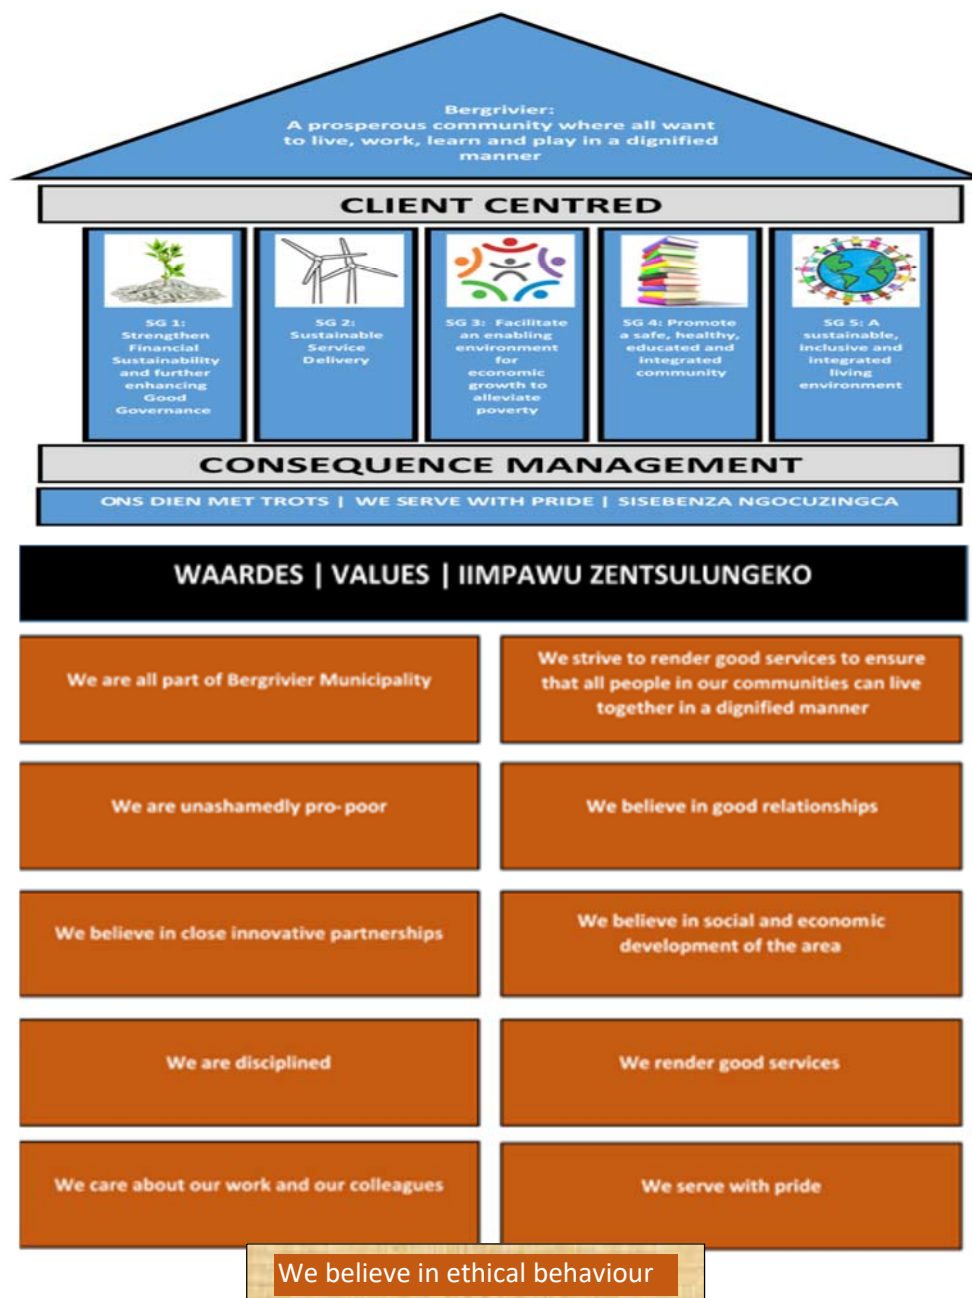 Bergrivier:
A prosperous community where all want
to live, work, learn and play in a dignified
manner
CLIENT CENTRED
SG 1:
Strengthen
Financial
Sustainability
and further
enhancing
Good
Governance
SG 2:
Sustainable
Service
Delivery
SG 3: Facilitate
an enabling
environment
for
economic
growth to
alleviate
poverty
SG 4: Promote
a safe, healthy,
educated and
integrated
community
SG 5: A
sustainable,
inclusive and
integrated
living
environment
CONSEQUENCE MANAGEMENT
ONS DIEN MET TROTS | WE SERVE WITH PRIDE | SISEBENZA NGOCUZINGCA
WAARDES | VALUES | IIMPAWU ZENTSULUNGEKO
We are all part of Bergrivier Municipality
We strive to render good services to ensure
that all people in our communities can live
together in a dignified manner
We are unashamedly pro- poor
We believe in good relationships
We believe in close innovative partnerships
We believe in social and economic
development of the area
We are disciplined
We render good services
We care about our work and our colleagues
We serve with pride
We believe in ethical behaviour